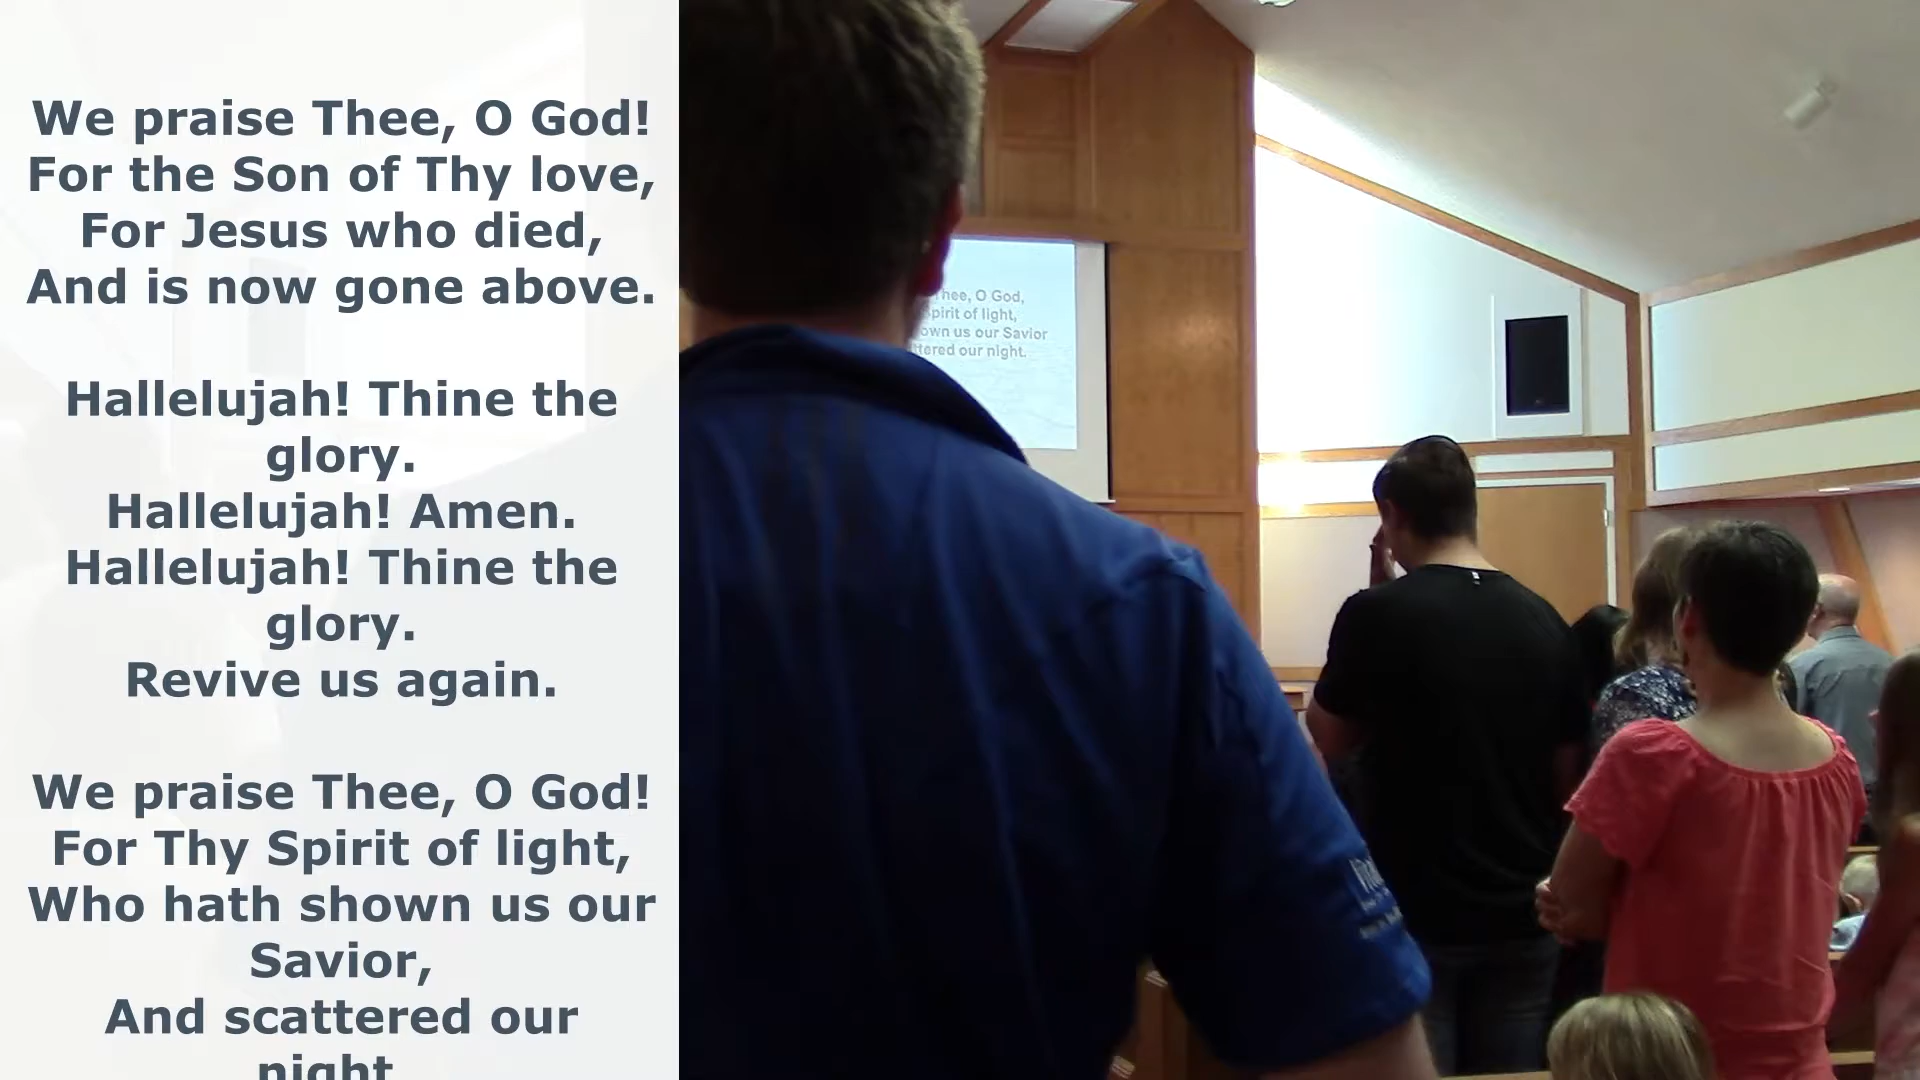 We praise Thee, O God!
For the Son of Thy love,
For Jesus who died,
And is now gone above.
Hallelujah! Thine the
glory.
Hallelujah! Amen.
Hallelujah! Thine the
glory.
Revive us again.
We praise Thee, O God!
For Thy Spirit of light,
Who hath shown us our
Savior,
And scattered our
night
Thee, O God,
Spirit of light,
own us our Savior
ttered our night.